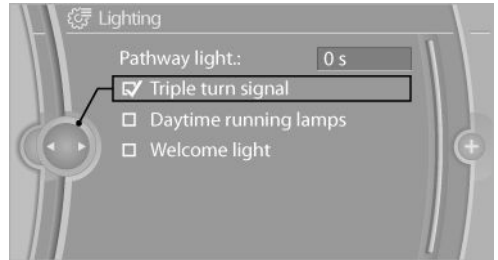 Lighting
Pathway light.: 0 s
Triple turn signal
Daytime running lamps
Welcome light